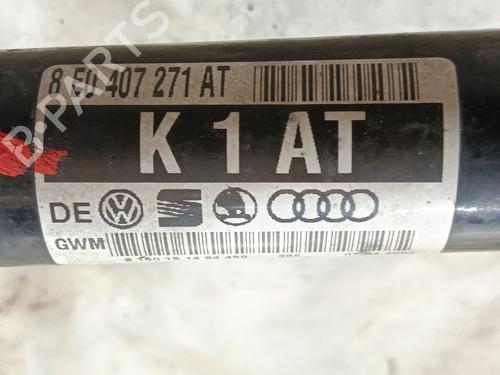 8E0 407 271 AT
K 1 AT
DE
GWM
B-PARTS